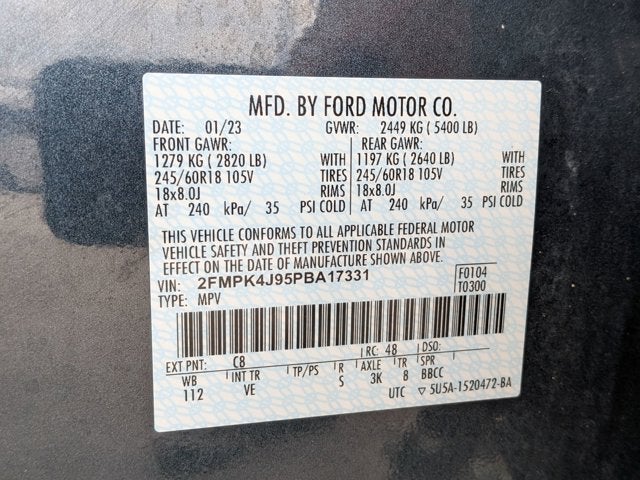 MFD. BY FORD MOTOR CO.
DATE: 01/23 GVWR: 2449 KG ( 5400 LB)
FRONT GAWR: REAR GAWR:
1279 KG ( 2820 LB) WITH 1197 KG ( 2640 LB) WITH
245/60R18 105V TIRES 245/60R18 105V TIRES
18x8.0J RIMS 18x8.0J RIMS
AT 240 kPa/ 35 PSI COLD AT 240 kPa/ 35 PSI COLD
THIS VEHICLE CONFORMS TO ALL APPLICABLE FEDERAL MOTOR
VEHICLE SAFETY AND THEFT PREVENTION STANDARDS IN
EFFECT ON THE DATE OF MANUFACTURE SHOWN ABOVE.
VIN: 2FMPK4J95PBA17331 F0104
TYPE: MPV T0300
EXT PNT: C8 RC: 48 DSO:
WB INT TR TP/PS R AXLE TR SPR
112 VE S 3K 8 BBCC
UTC ▽ 5U5A-1520472-BA